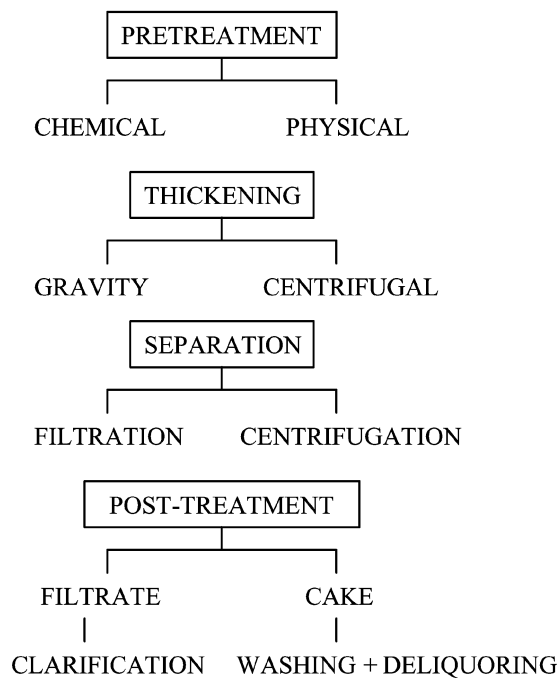 PRETREATMENT
CHEMICAL PHYSICAL
THICKENING
GRAVITY CENTRIFUGAL
SEPARATION
FILTRATION CENTRIFUGATION
POST-TREATMENT
FILTRATE CAKE
CLARIFICATION WASHING + DELIQUORING